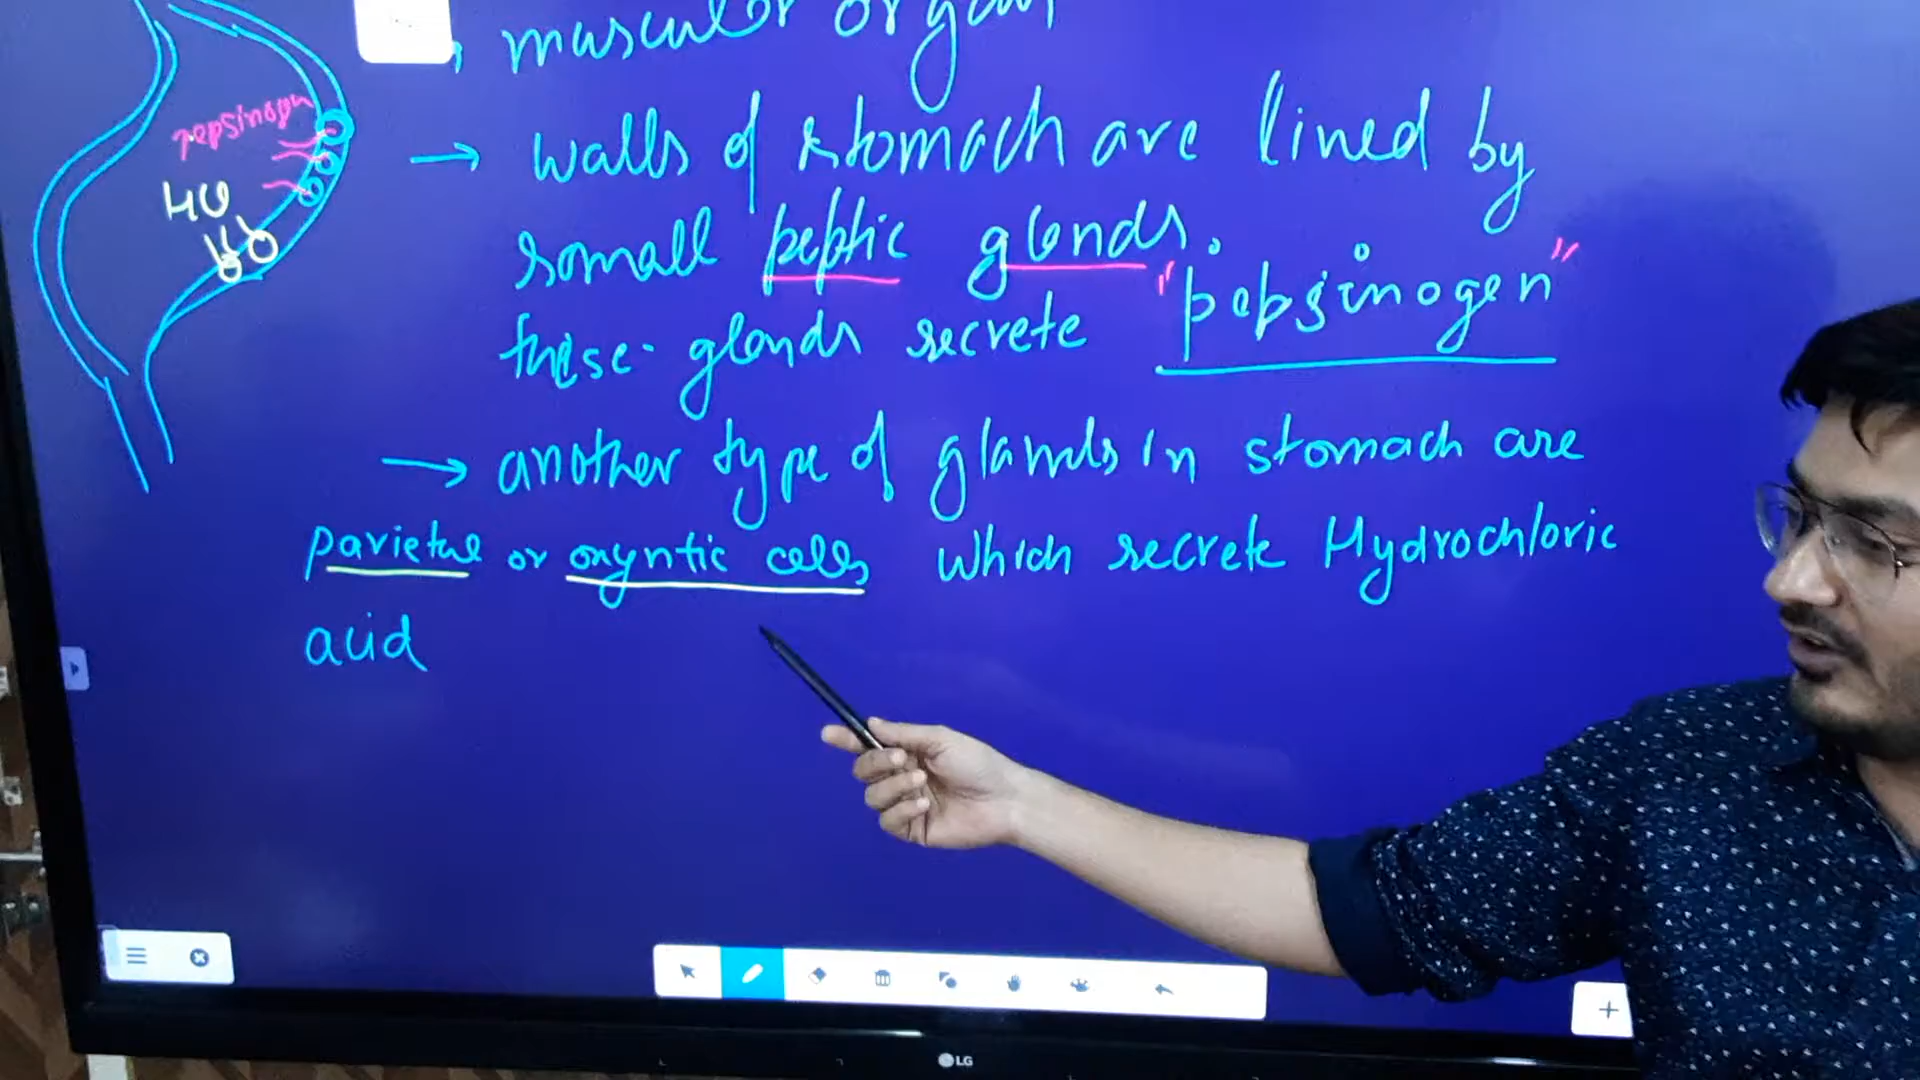 muscular organ
→ walls of stomach are lined by
small peptic glands.
these glands secrete "pepsinogen"
→ another type of glands in stomach are
parietal or oxyntic cells which secrete Hydrochloric
acid
pepsinogen
HCl
LG